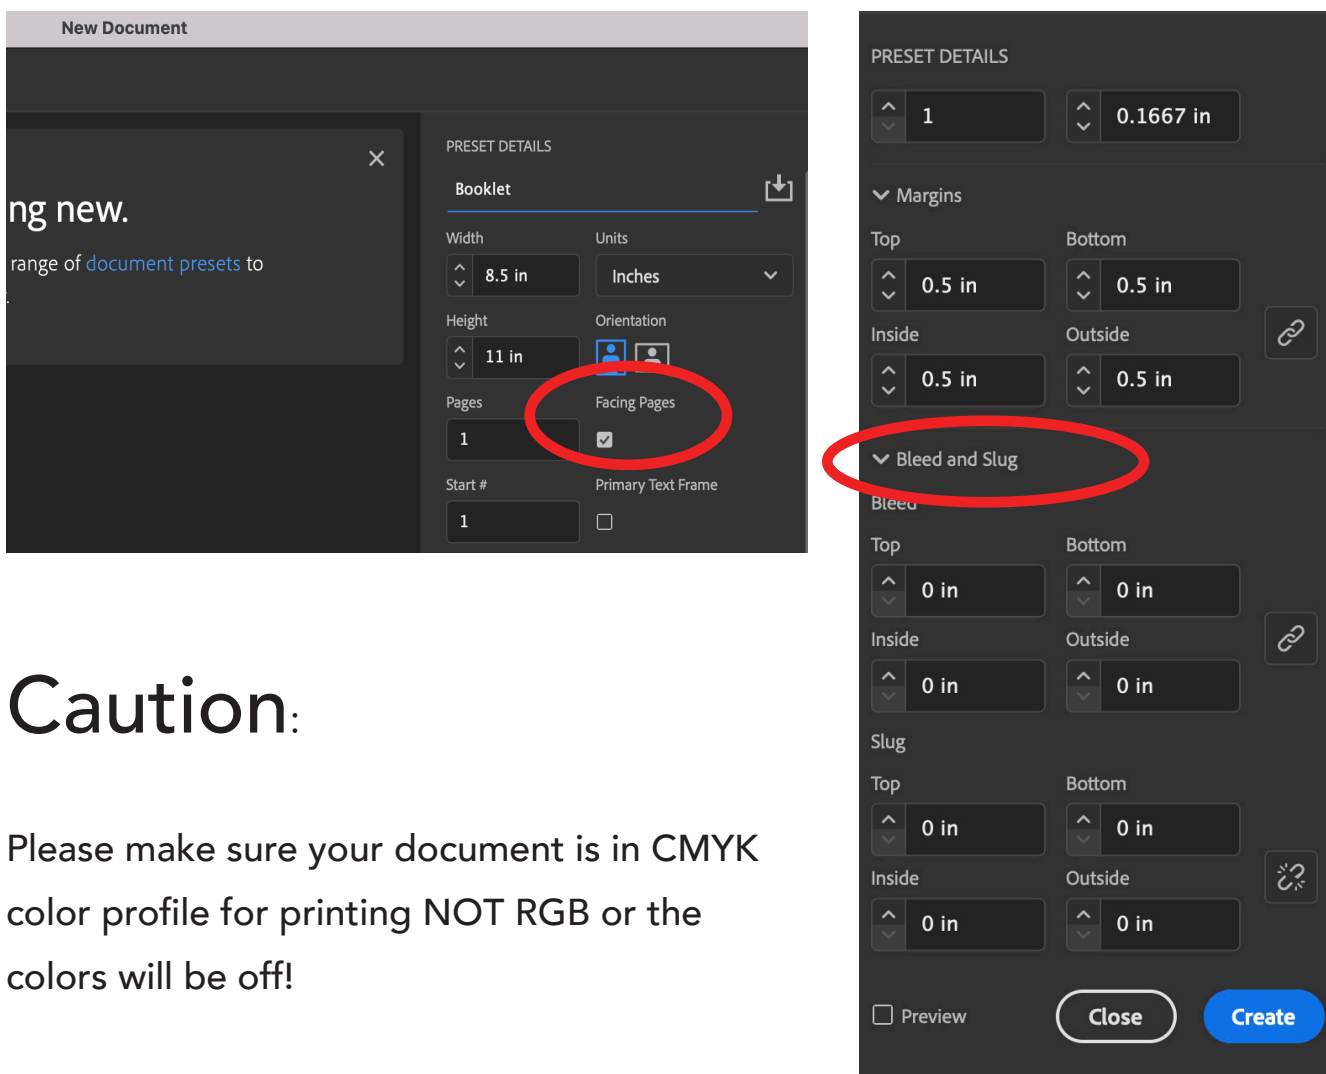 New Document
ng new.
range of document presets to
PRESET DETAILS
Booklet
Width Units
8.5 in Inches
Height Orientation
11 in
Pages Facing Pages
1
Start # Primary Text Frame
1
Caution:
Please make sure your document is in CMYK
color profile for printing NOT RGB or the
colors will be off!
PRESET DETAILS
1 0.1667 in
Margins
Top Bottom
0.5 in 0.5 in
Inside Outside
0.5 in 0.5 in
Bleed and Slug
Bleed
Top Bottom
0 in 0 in
Inside Outside
0 in 0 in
Slug
Top Bottom
0 in 0 in
Inside Outside
0 in 0 in
Preview Close Create